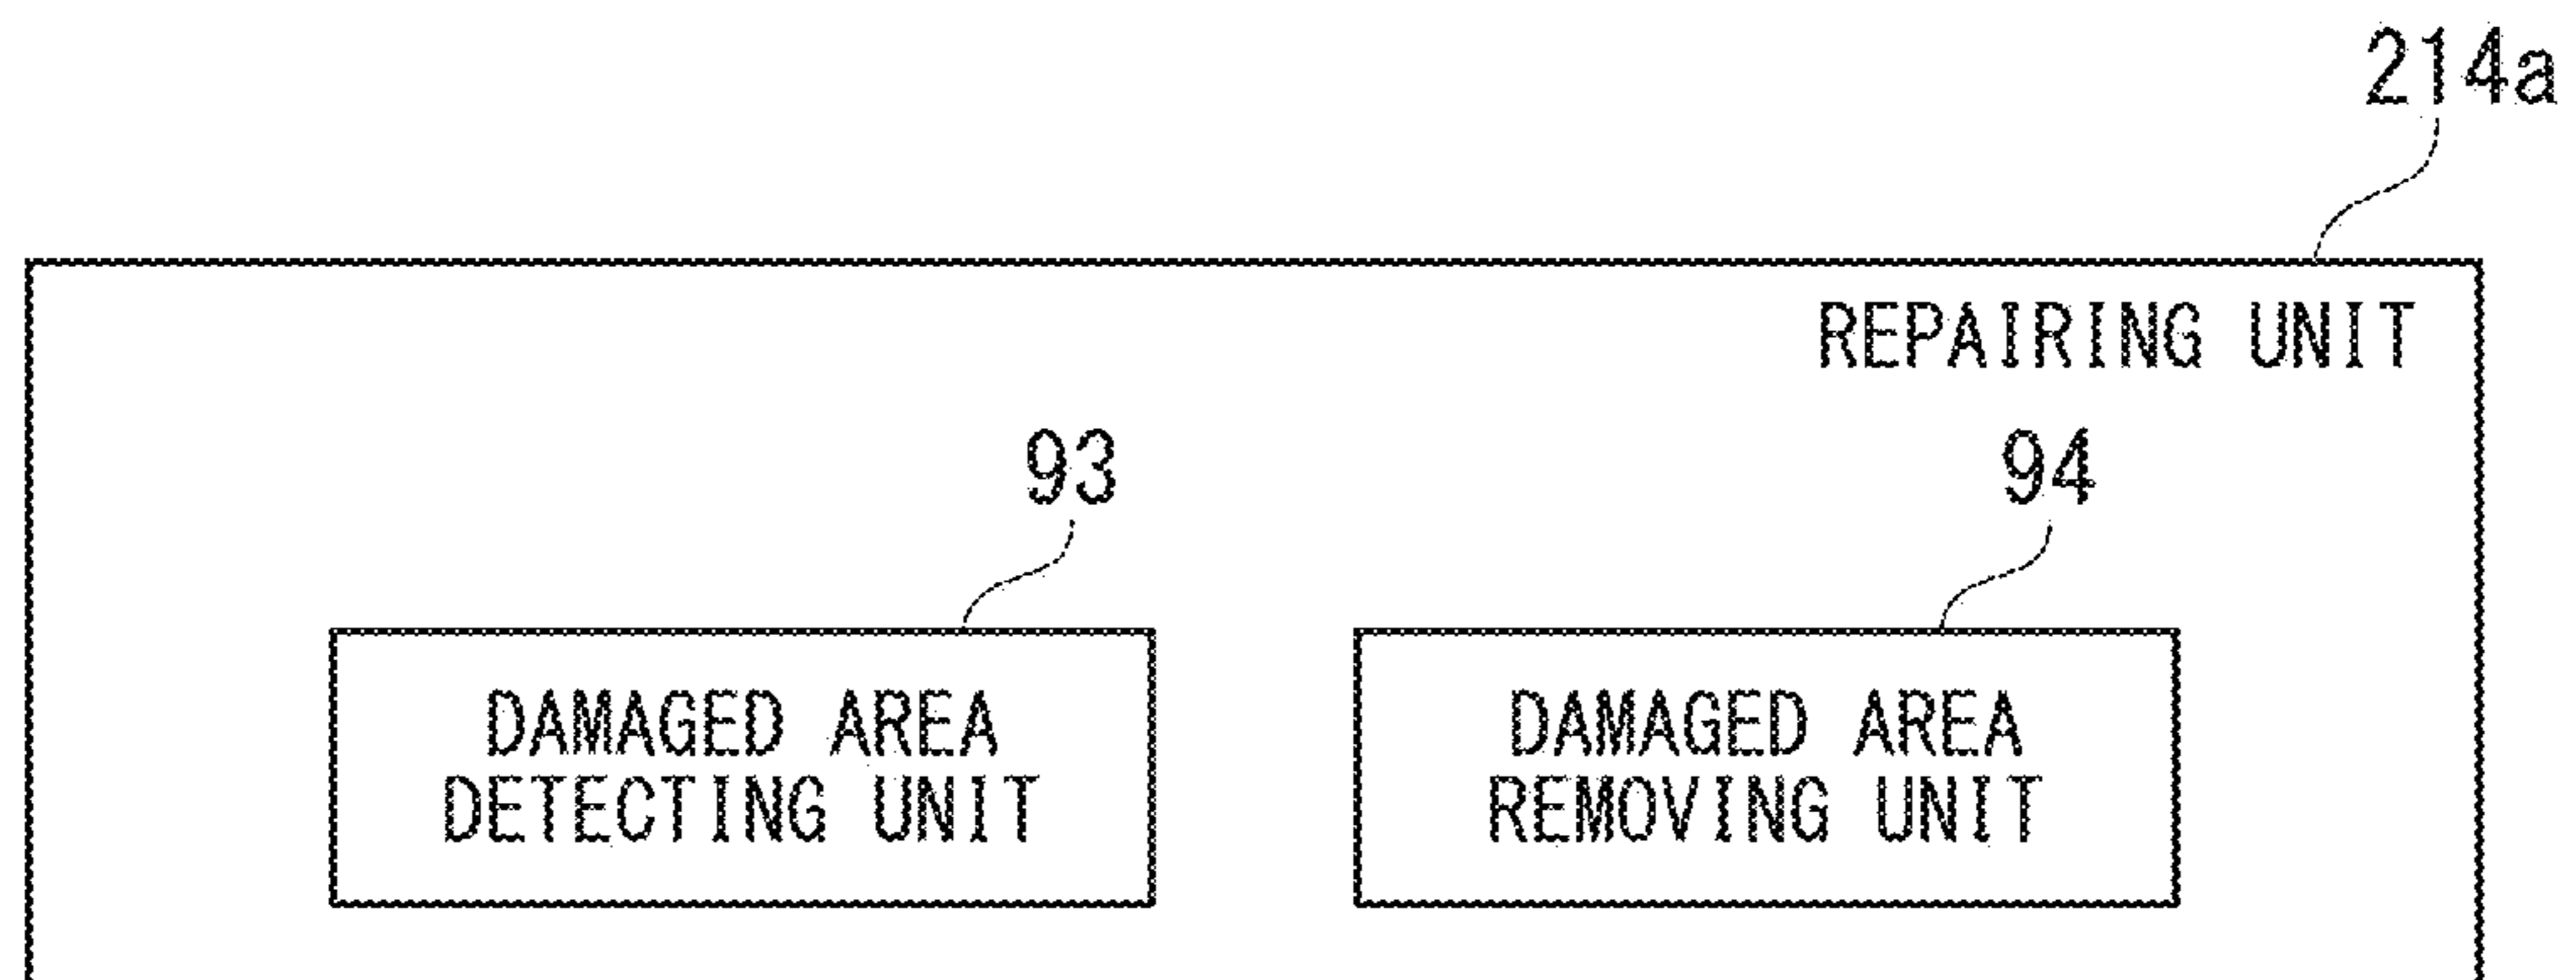 214a
REPAIRING UNIT
93
94
DAMAGED AREA
DETECTING UNIT
DAMAGED AREA
REMOVING UNIT